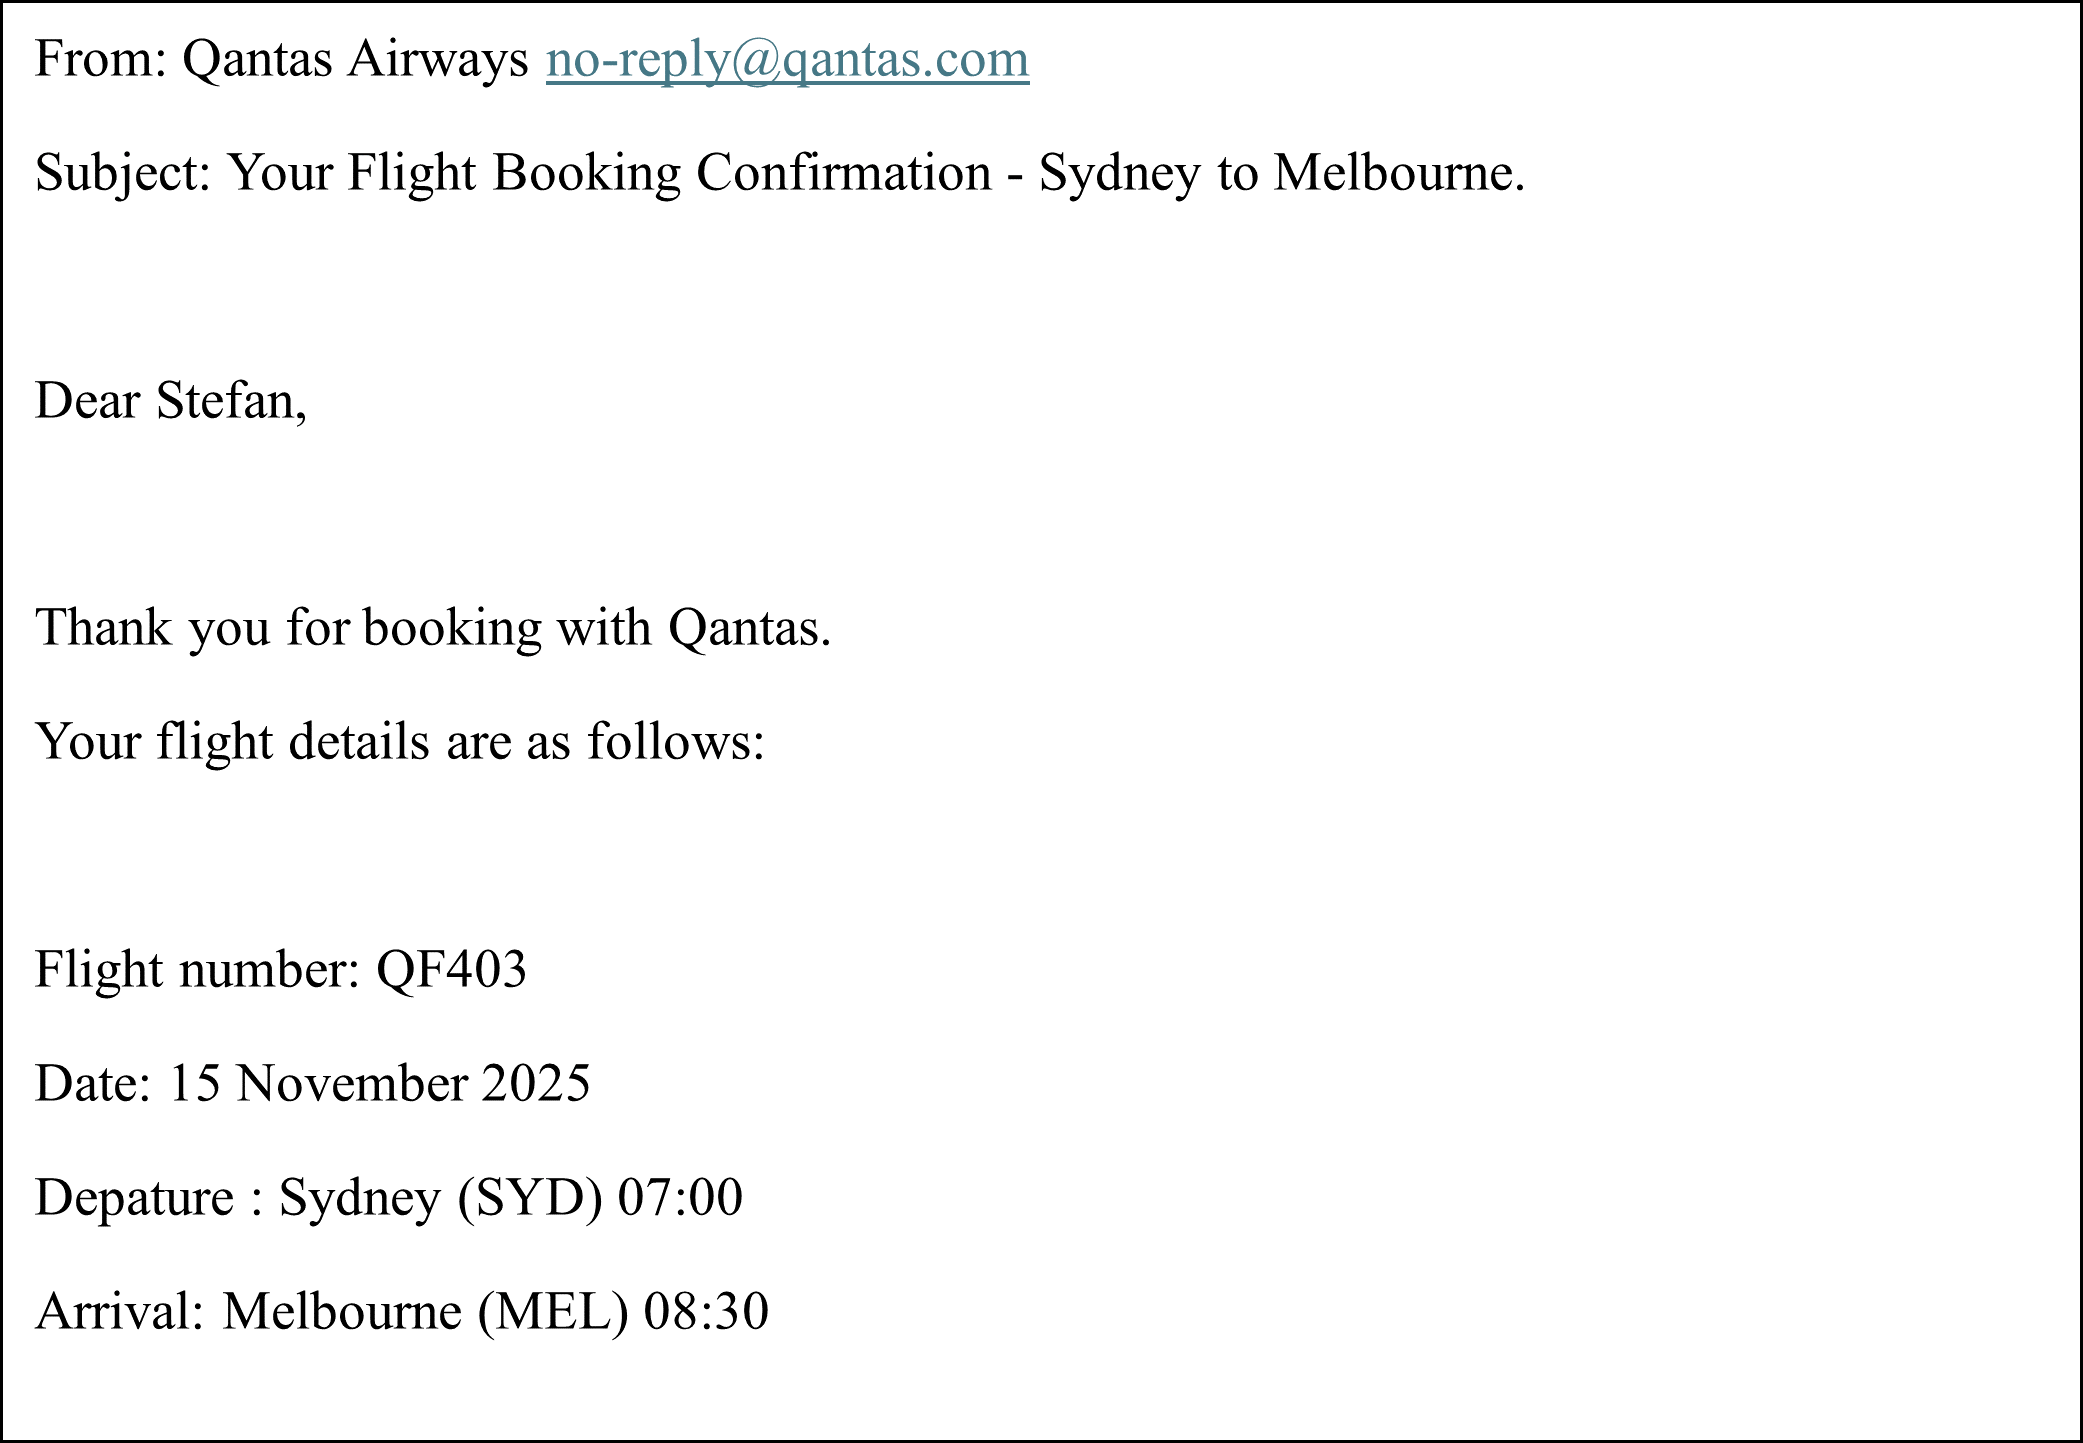 From: Qantas Airways no-reply@qantas.com
Subject: Your Flight Booking Confirmation - Sydney to Melbourne.
Dear Stefan,
Thank you for booking with Qantas.
Your flight details are as follows:
Flight number: QF403
Date: 15 November 2025
Depature : Sydney (SYD) 07:00
Arrival: Melbourne (MEL) 08:30